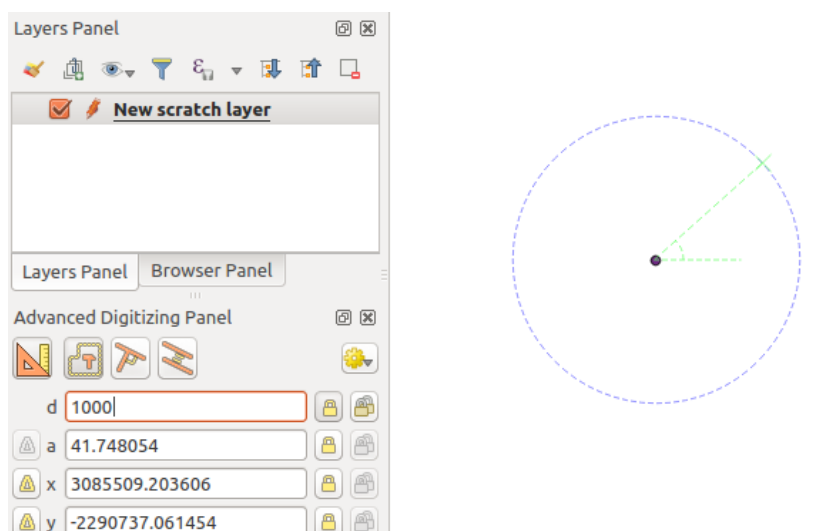 Layers Panel
New scratch layer
Layers Panel Browser Panel
Advanced Digitizing Panel
d 1000
a 41.748054
x 3085509.203606
y -2290737.061454